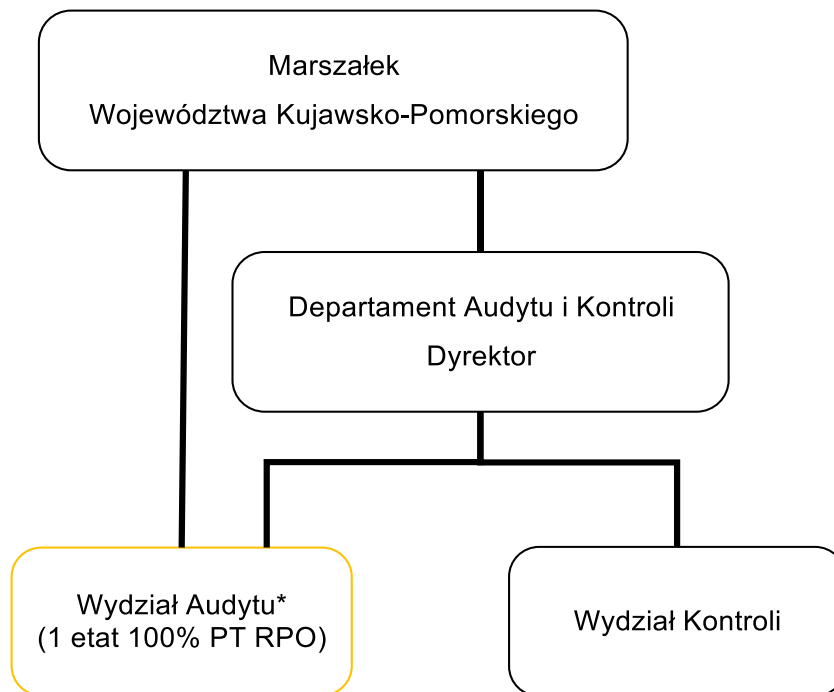 Marszałek
Województwa Kujawsko-Pomorskiego
Departament Audytu i Kontroli
Dyrektor
Wydział Audytu*
(1 etat 100% PT RPO)
Wydział Kontroli